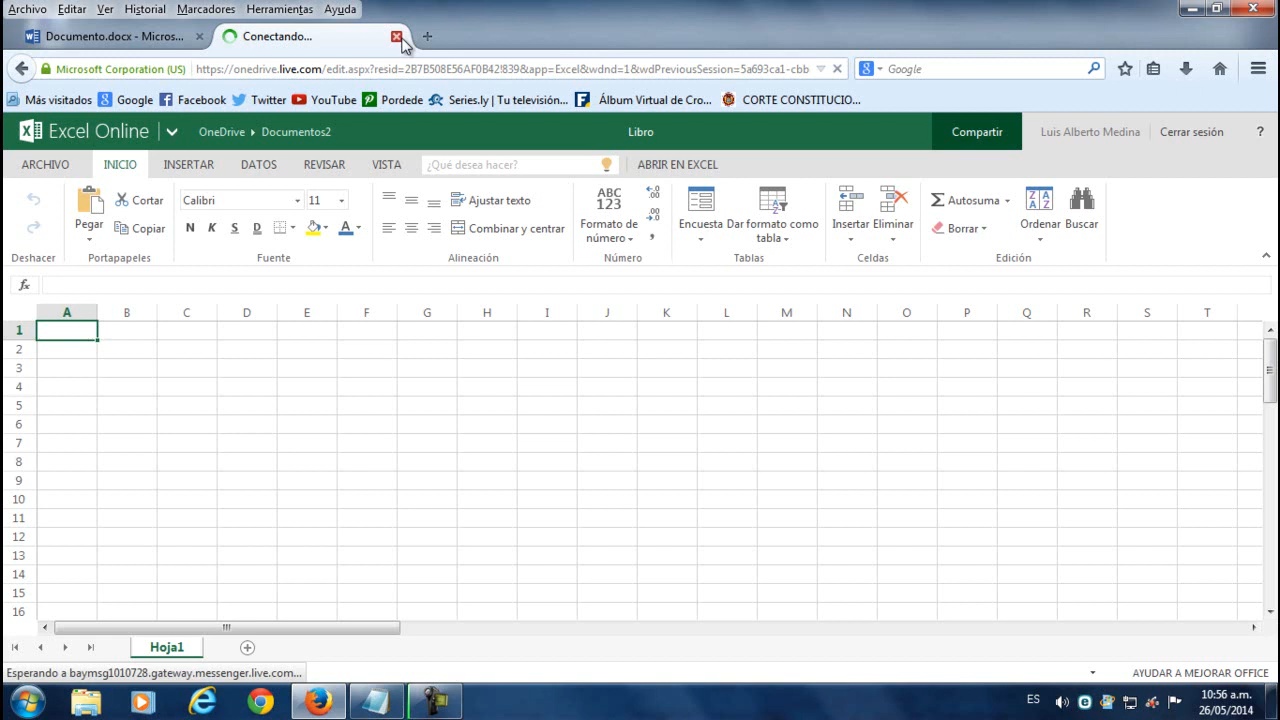 Archivo Editar Ver Historial Marcadores Herramientas Ayuda
Documento.docx - Micros... Conectando...
Microsoft Corporation (US) https://onedrive.live.com/edit.aspx?resid=2B7B508E56AF0B42!839&app=Excel&wdnd=1&wdPreviousSession=5a693ca1-cbb Google
Más visitados Google Facebook Twitter YouTube Pordede Series.ly | Tu televisión... Álbum Virtual de Cro... CORTE CONSTITUCIO...
Excel Online OneDrive Documentos2 Libro Compartir Luis Alberto Medina Cerrar sesión ?
ARCHIVO INICIO INSERTAR DATOS REVISAR VISTA ¿Qué desea hacer? ABRIR EN EXCEL
Pegar Cortar Calibri 11 Ajustar texto ABC 123 Autosuma
Copiar N K S D A Combinar y centrar Formato de número Encuesta Dar formato como tabla Insertar Eliminar Borrar Ordenar Buscar
Deshacer Portapapeles Fuente Alineación Número Tablas Celdas Edición
fx
A B C D E F G H I J K L M N O P Q R S T
1
2
3
4
5
6
7
8
9
10
11
12
13
14
15
16
Hoja1
Esperando a baymsg1010728.gateway.messenger.live.com... AYUDAR A MEJORAR OFFICE
ES 10:56 a.m.
26/05/2014